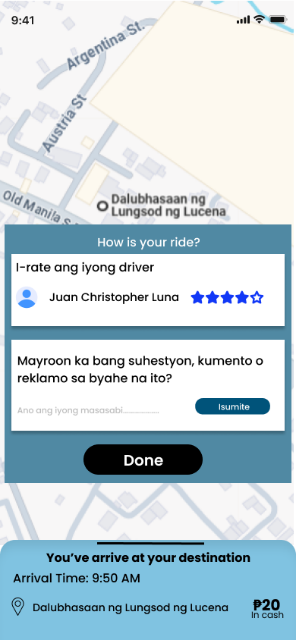 9:41
Argentina St.
Austria St
Old Manila S
Dalubhasaan ng
Lungsod ng Lucena
How is your ride?
I-rate ang iyong driver
Juan Christopher Luna
Mayroon ka bang suhestyon, kumento o
reklamo sa byahe na ito?
Ano ang iyong masasabi....................
Isumite
Done
You've arrive at your destination
Arrival Time: 9:50 AM
Dalubhasaan ng Lungsod ng Lucena
₱20
In cash